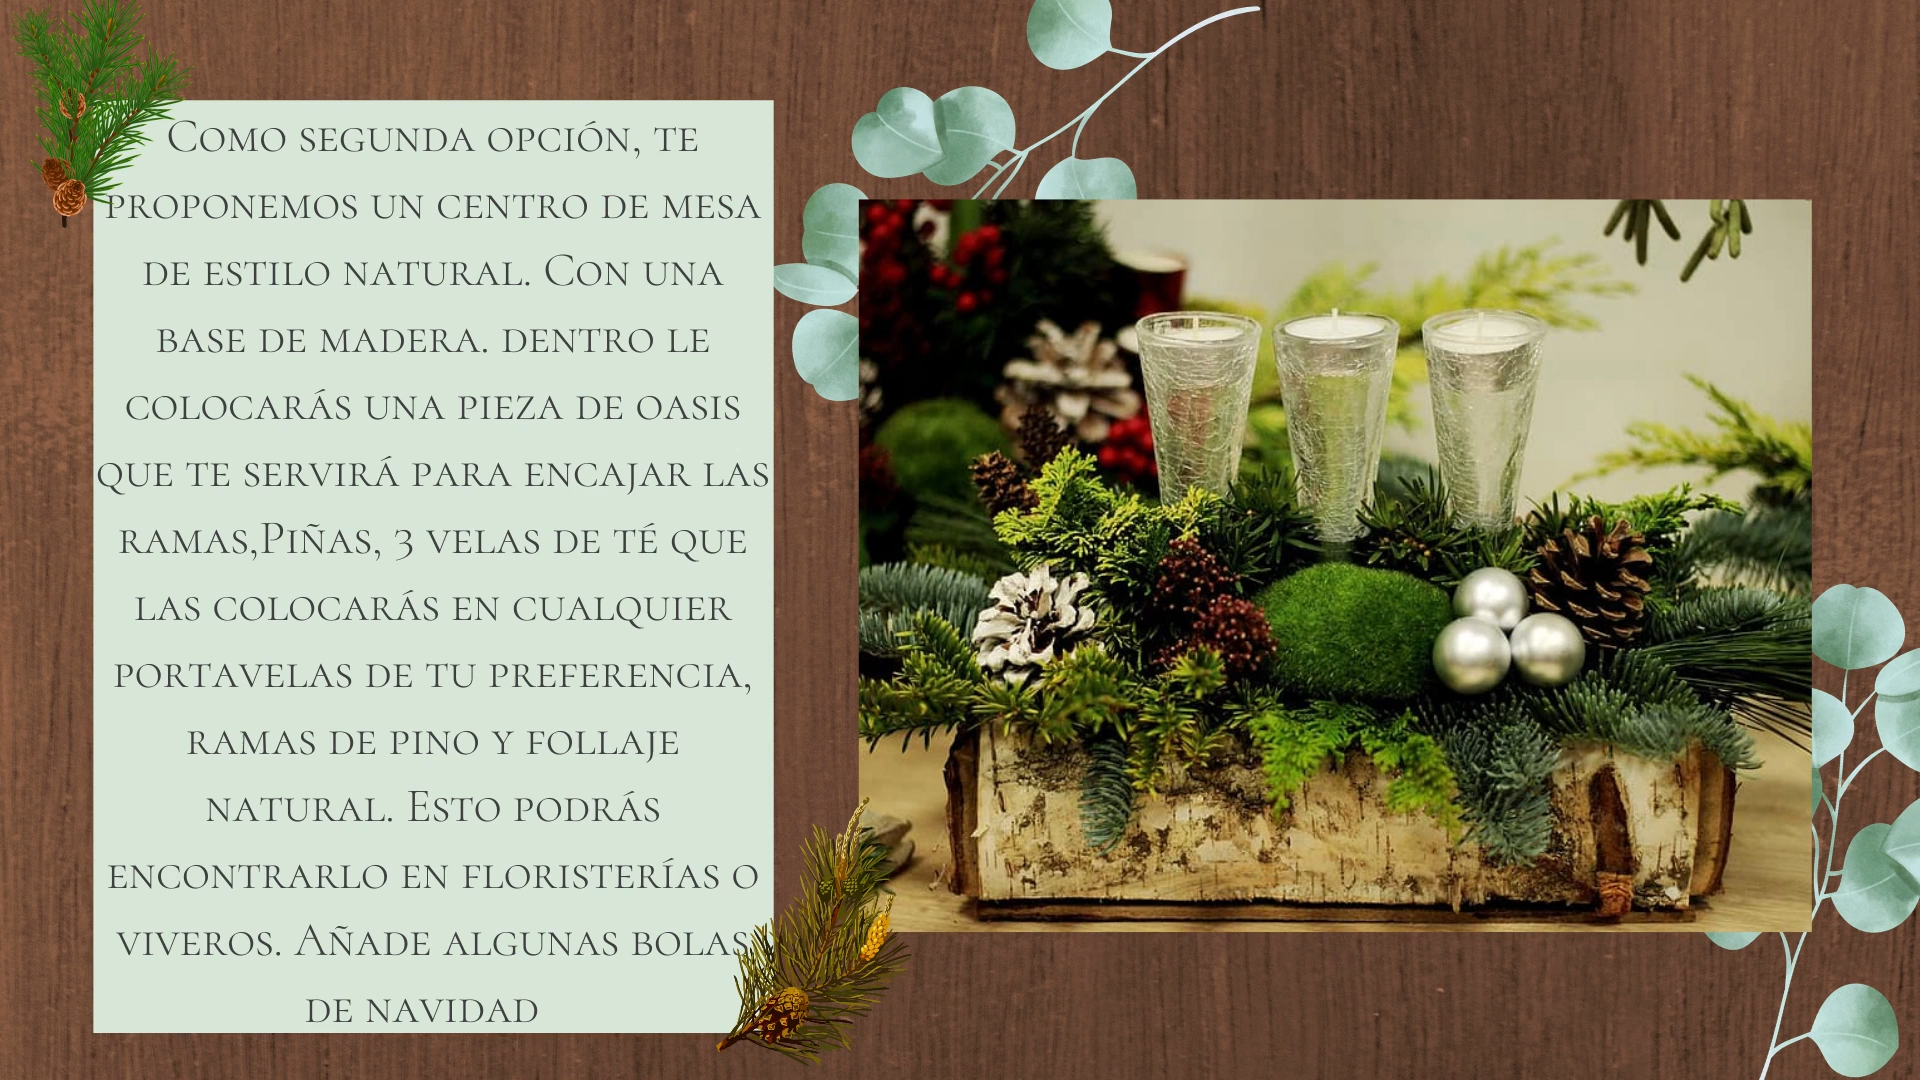 Como segunda opción, te
proponemos un centro de mesa
de estilo natural. Con una
base de madera. dentro le
colocarás una pieza de oasis
que te servirá para encajar las
ramas,Piñas, 3 velas de té que
las colocarás en cualquier
portavelas de tu preferencia,
ramas de pino y follaje
natural. Esto podrás
encontrarlo en floristerías o
viveros. Añade algunas bolas
de navidad